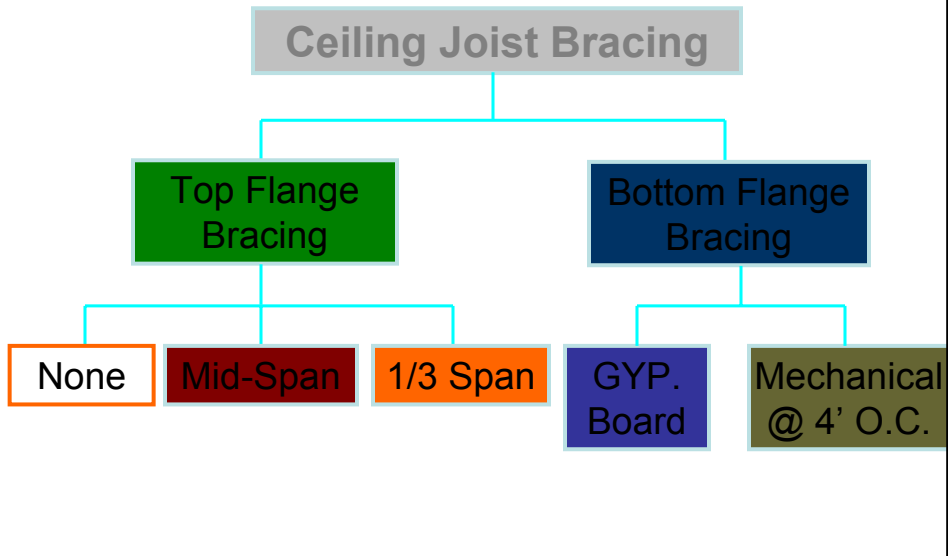 Ceiling Joist Bracing
Top Flange
Bracing
Bottom Flange
Bracing
None
Mid-Span
1/3 Span
GYP.
Board
Mechanical
@ 4’ O.C.